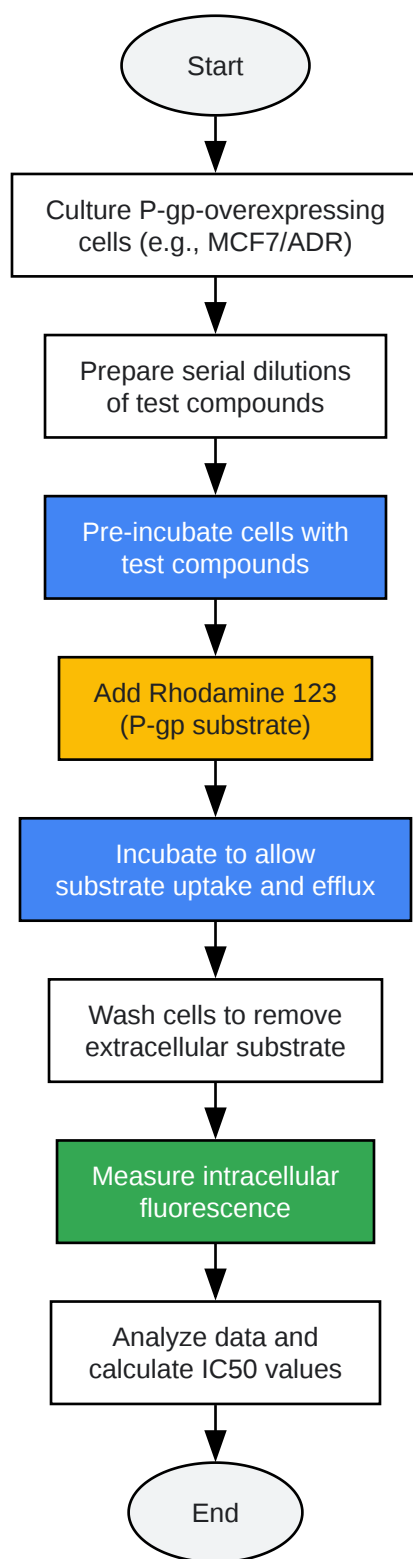 Start
Culture P-gp-overexpressing
cells (e.g., MCF7/ADR)
Prepare serial dilutions
of test compounds
Pre-incubate cells with
test compounds
Add Rhodamine 123
(P-gp substrate)
Incubate to allow
substrate uptake and efflux
Wash cells to remove
extracellular substrate
Measure intracellular
fluorescence
Analyze data and
calculate IC50 values
End